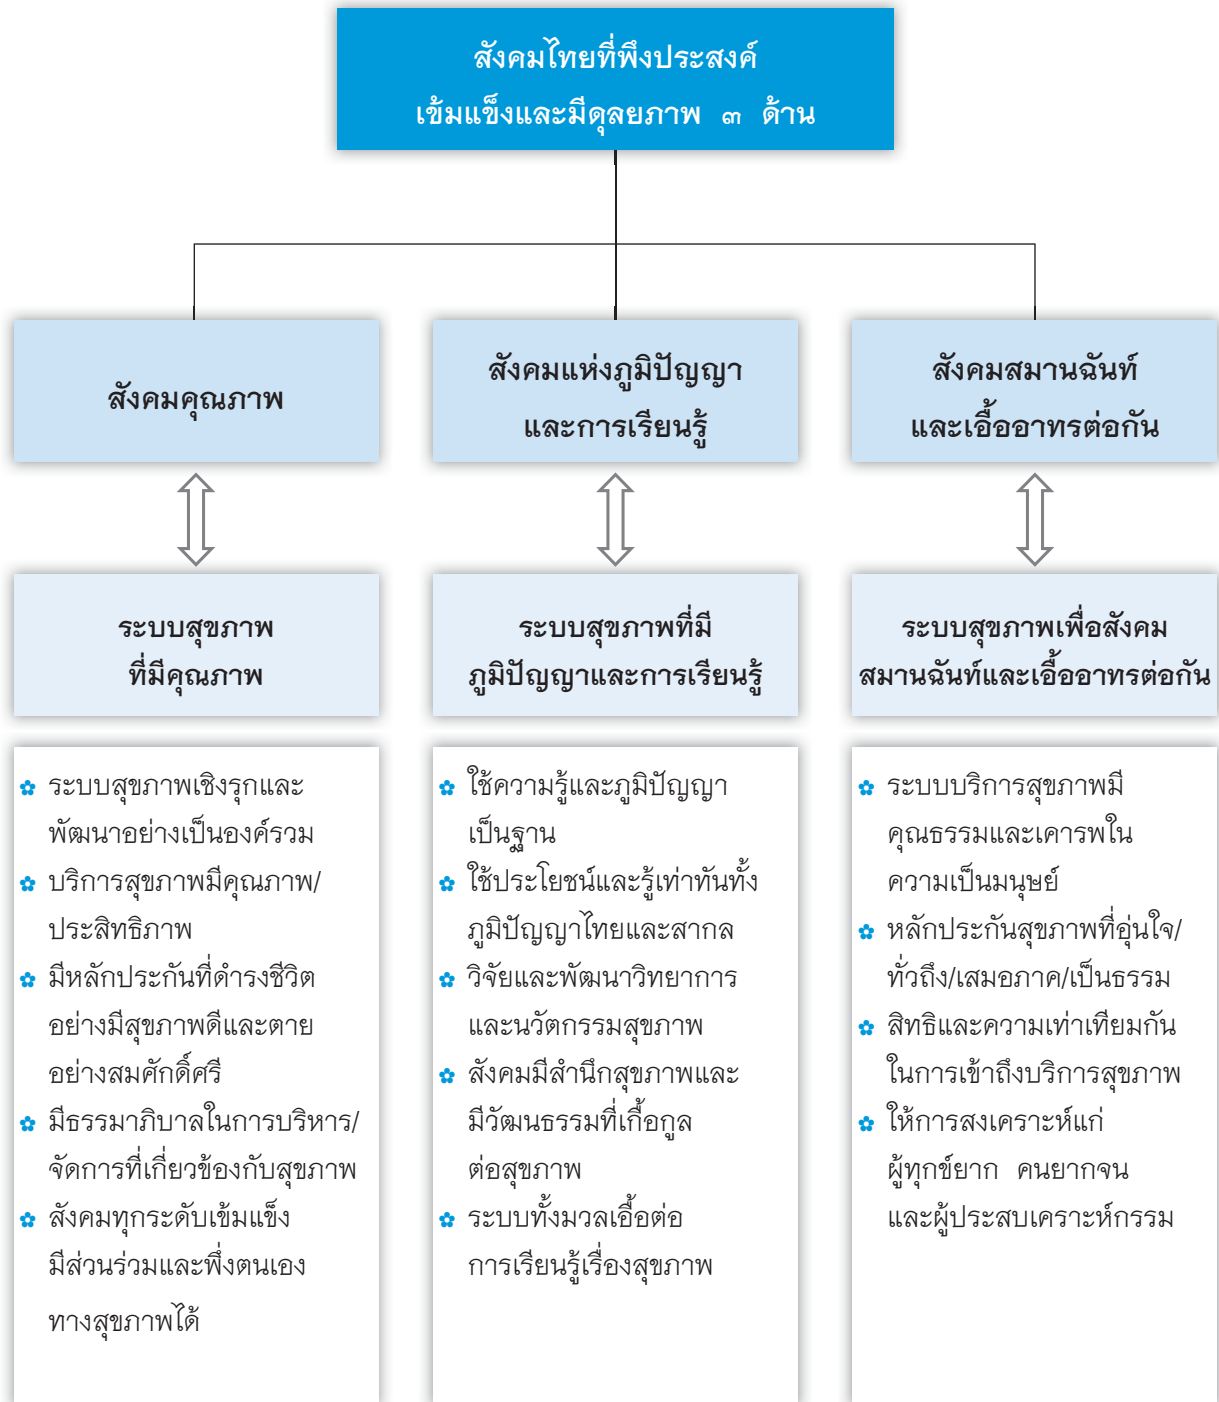 สังคมไทยที่พึงประสงค์
เข้มแข็งและมีดุลยภาพ ๓ ด้าน
สังคมคุณภาพ
สังคมแห่งภูมิปัญญา
และการเรียนรู้
สังคมสมานฉันท์
และเอื้ออาทรต่อกัน
ระบบสุขภาพ
ที่มีคุณภาพ
ระบบสุขภาพที่มี
ภูมิปัญญาและการเรียนรู้
ระบบสุขภาพเพื่อสังคม
สมานฉันท์และเอื้ออาทรต่อกัน
ระบบสุขภาพเชิงรุกและ
พัฒนาอย่างเป็นองค์รวม
บริการสุขภาพมีคุณภาพ/
ประสิทธิภาพ
มีหลักประกันที่ดำรงชีวิต
อย่างมีสุขภาพดีและตาย
อย่างสมศักดิ์ศรี
มีธรรมาภิบาลในการบริหาร/
จัดการที่เกี่ยวข้องกับสุขภาพ
สังคมทุกระดับเข้มแข็ง
มีส่วนร่วมและพึ่งตนเอง
ทางสุขภาพได้
ใช้ความรู้และภูมิปัญญา
เป็นฐาน
ใช้ประโยชน์และรู้เท่าทันทั้ง
ภูมิปัญญาไทยและสากล
วิจัยและพัฒนาวิทยาการ
และนวัตกรรมสุขภาพ
สังคมมีสำนึกสุขภาพและ
มีวัฒนธรรมที่เกื้อกูล
ต่อสุขภาพ
ระบบทั้งมวลเอื้อต่อ
การเรียนรู้เรื่องสุขภาพ
ระบบบริการสุขภาพมี
คุณธรรมและเคารพใน
ความเป็นมนุษย์
หลักประกันสุขภาพที่อุ่นใจ/
ทั่วถึง/เสมอภาค/เป็นธรรม
สิทธิและความเท่าเทียมกัน
ในการเข้าถึงบริการสุขภาพ
ให้การสงเคราะห์แก่
ผู้ทุกข์ยาก คนยากจน
และผู้ประสบเคราะห์กรรม